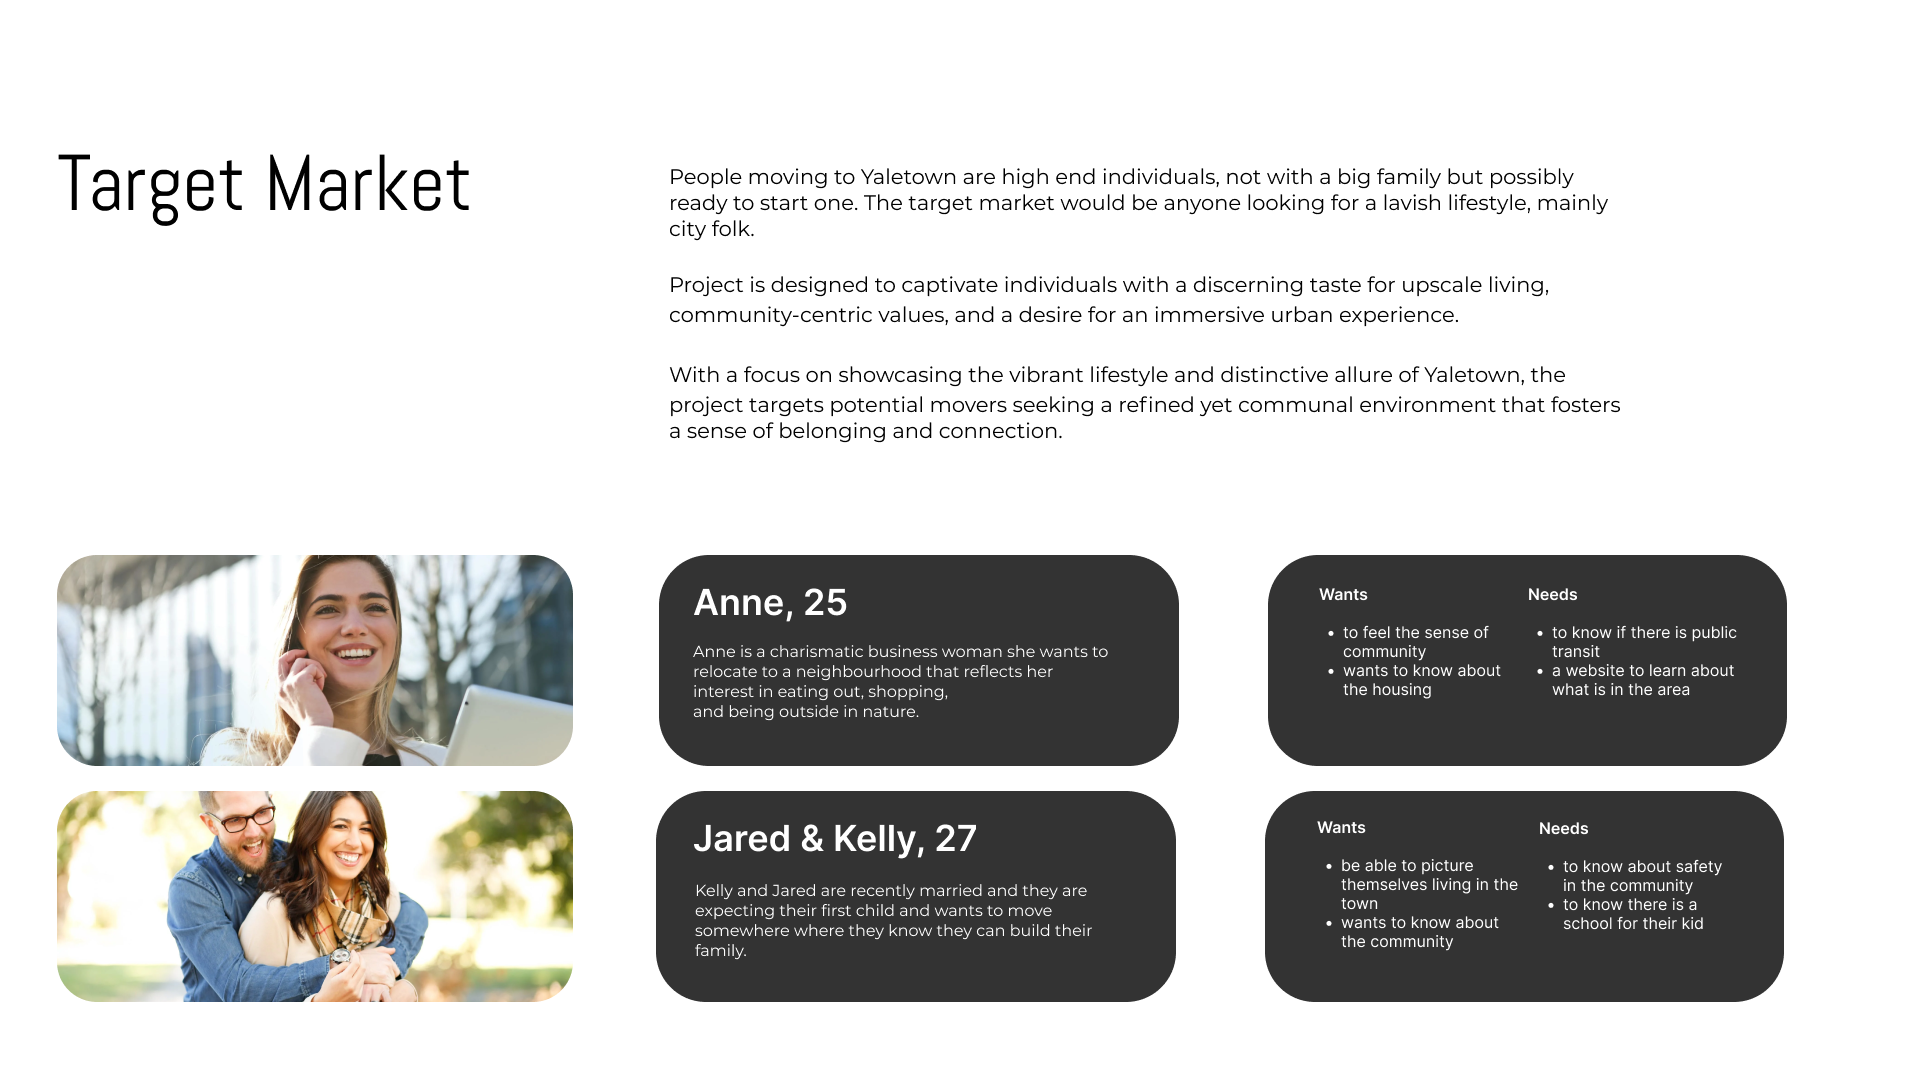 Target Market
People moving to Yaletown are high end individuals, not with a big family but possibly
ready to start one. The target market would be anyone looking for a lavish lifestyle, mainly
city folk.
Project is designed to captivate individuals with a discerning taste for upscale living,
community-centric values, and a desire for an immersive urban experience.
With a focus on showcasing the vibrant lifestyle and distinctive allure of Yaletown, the
project targets potential movers seeking a refined yet communal environment that fosters
a sense of belonging and connection.
Anne, 25
Anne is a charismatic business woman she wants to
relocate to a neighbourhood that reflects her
interest in eating out, shopping,
and being outside in nature.
Wants
• to feel the sense of
community
• wants to know about
the housing
Needs
• to know if there is public
transit
• a website to learn about
what is in the area
Jared & Kelly, 27
Kelly and Jared are recently married and they are
expecting their first child and wants to move
somewhere where they know they can build their
family.
Wants
• be able to picture
themselves living in the
town
• wants to know about
the community
Needs
• to know about safety
in the community
• to know there is a
school for their kid